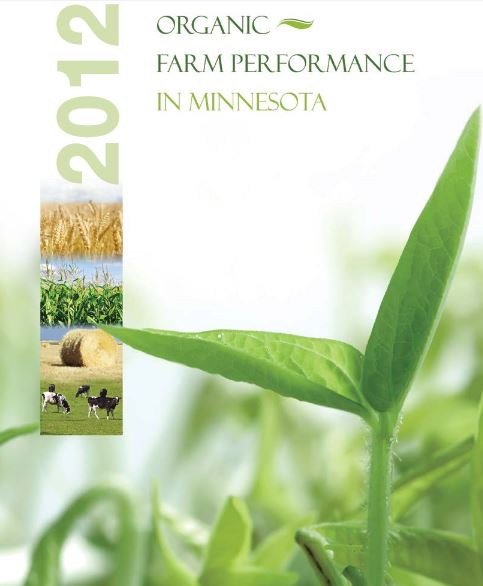 2012
ORGANIC
FARM PERFORMANCE
IN MINNESOTA